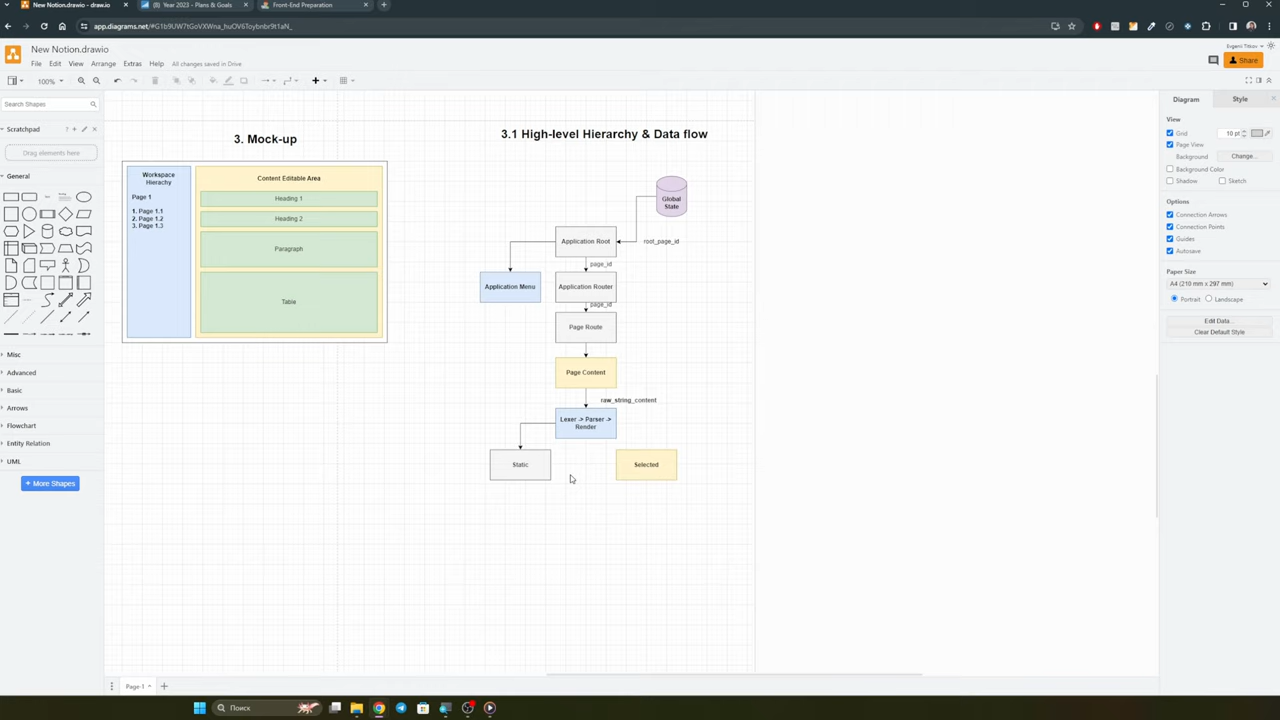 New Notion.drawio - draw.io
(8) Year 2023 - Plans & Goals
Front-End Preparation
app.diagrams.net/#G1b9UW7tGoVXWna_huOV6Toybnbr9t1aN_
New Notion.drawio
File Edit View Arrange Extras Help All changes saved in Drive
Evgenii Titkov
Share
100%
Search Shapes
Scratchpad
Drag elements here
General
Misc
Advanced
Basic
Arrows
Flowchart
Entity Relation
UML
+ More Shapes
3. Mock-up
Workspace
Hierachy
Page 1
1. Page 1.1
2. Page 1.2
3. Page 1.3
Content Editable Area
Heading 1
Heading 2
Paragraph
Table
3.1 High-level Hierarchy & Data flow
Global
State
Application Root
root_page_id
page_id
Application Menu
Application Router
page_id
Page Route
Page Content
raw_string_content
Lexer -> Parser ->
Render
Static
Selected
Diagram
Style
View
Grid
10 pt
Page View
Background
Change...
Background Color
Shadow
Sketch
Options
Connection Arrows
Connection Points
Guides
Autosave
Paper Size
A4 (210 mm x 297 mm)
Portrait
Landscape
Edit Data...
Clear Default Style
Page-1
Поиск